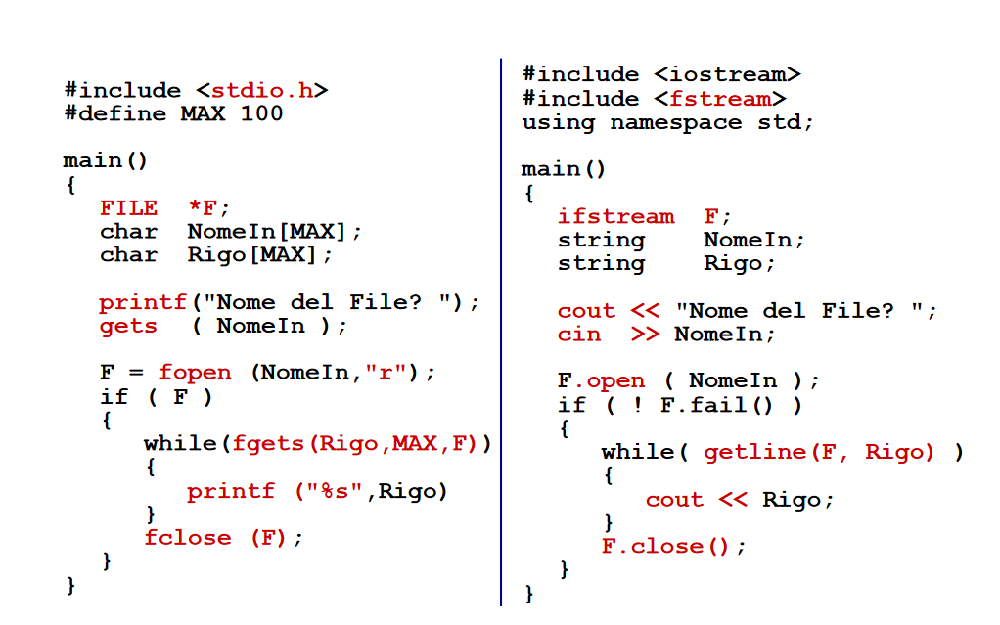 #include <stdio.h>
#define MAX 100
main()
{
FILE *F;
char NomeIn[MAX];
char Rigo[MAX];
printf("Nome del File? ");
gets ( NomeIn );
F = fopen (NomeIn,"r");
if ( F )
{
while(fgets(Rigo,MAX,F))
{
printf ("%s",Rigo)
}
fclose (F);
}
}
#include <iostream>
#include <fstream>
using namespace std;
main()
{
ifstream F;
string NomeIn;
string Rigo;
cout << "Nome del File? ";
cin >> NomeIn;
F.open ( NomeIn );
if ( ! F.fail() )
{
while( getline(F, Rigo) )
{
cout << Rigo;
}
F.close();
}
}